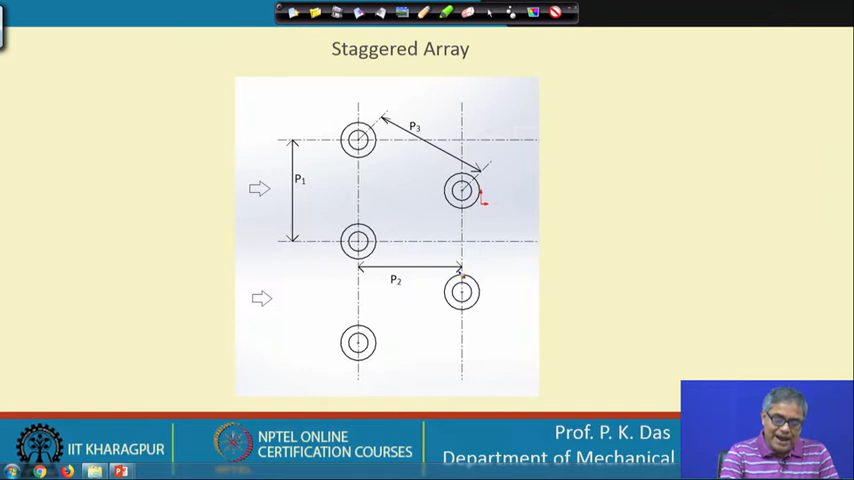 Staggered Array
P3
P1
P2
IIT KHARAGPUR
NPTEL ONLINE
CERTIFICATION COURSES
Prof. P. K. Das
Department of Mechanical